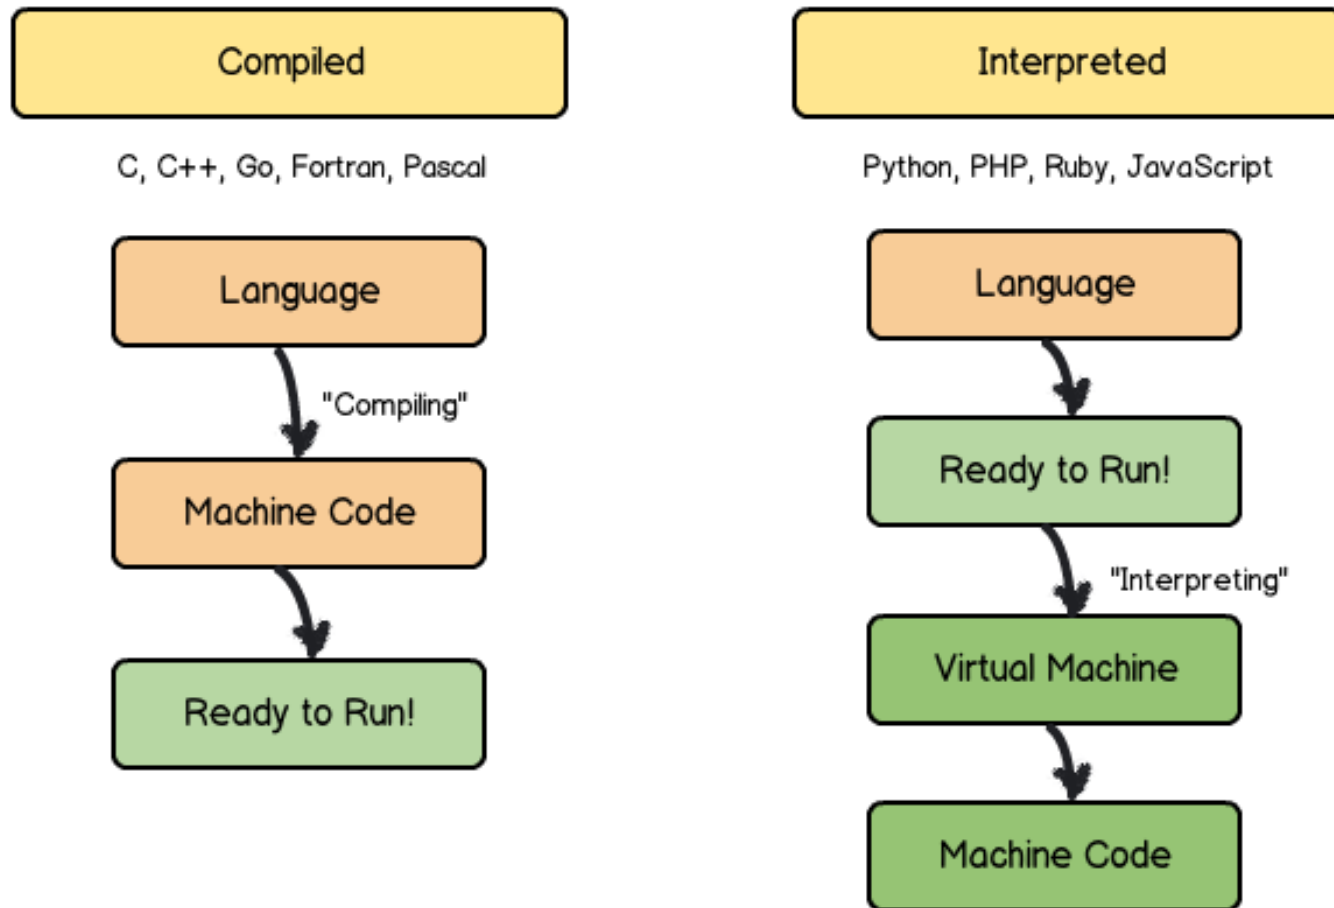 Compiled
C, C++, Go, Fortran, Pascal
Language
"Compiling"
Machine Code
Ready to Run!
Interpreted
Python, PHP, Ruby, JavaScript
Language
Ready to Run!
"Interpreting"
Virtual Machine
Machine Code